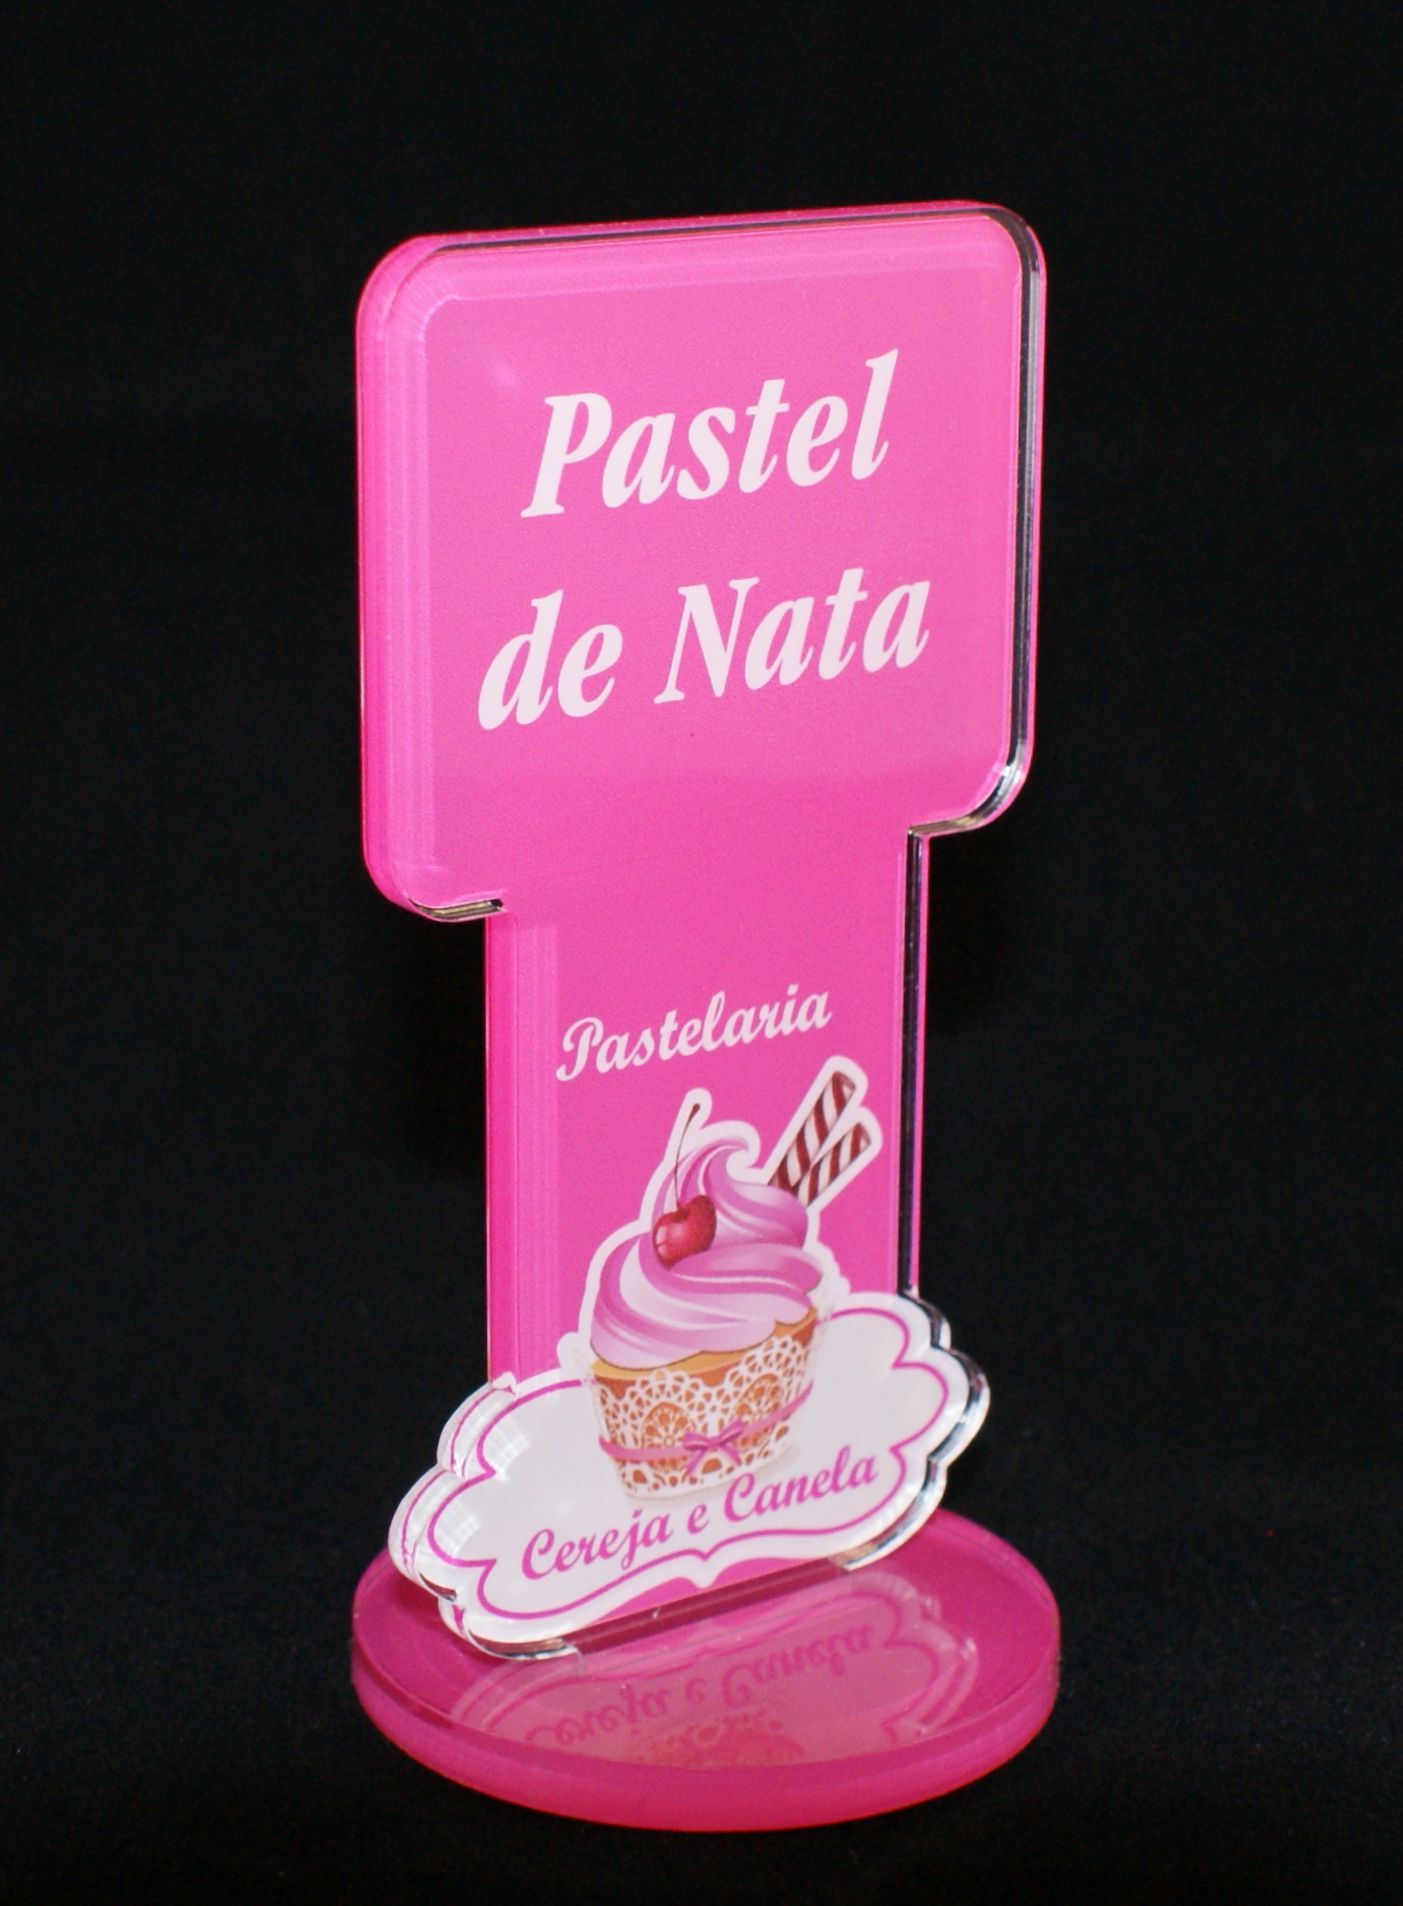 Pastel
de Nata
Pastelaria
Cereja e Canela